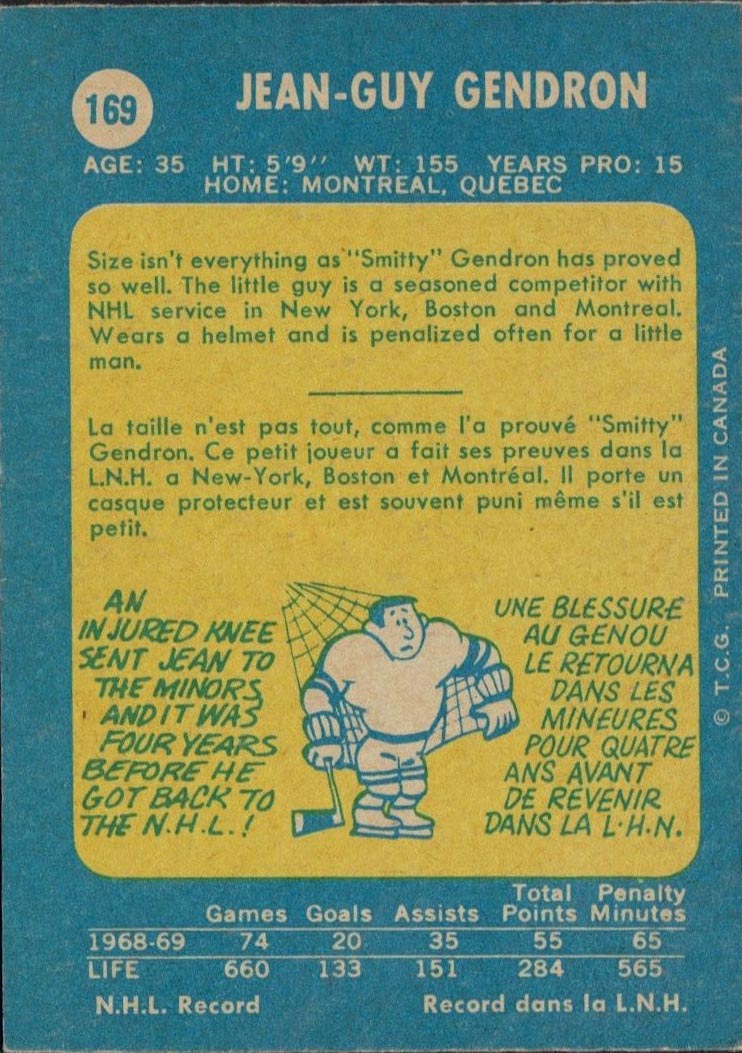 169
JEAN-GUY GENDRON
AGE: 35 HT: 5'9'' WT: 155 YEARS PRO: 15
HOME: MONTREAL, QUEBEC
Size isn't everything as "Smitty" Gendron has proved
so well. The little guy is a seasoned competitor with
NHL service in New York, Boston and Montreal.
Wears a helmet and is penalized often for a little
man.
La taille n'est pas tout, comme l'a prouvé "Smitty"
Gendron. Ce petit joueur a fait ses preuves dans la
L.N.H. a New-York, Boston et Montréal. Il porte un
casque protecteur et est souvent puni même s'il est
petit.
AN
INJURED KNEE
SENT JEAN TO
THE MINORS
AND IT WAS
FOUR YEARS
BEFORE HE
GOT BACK TO
THE N.H.L.!
UNE BLESSURE
AU GENOU
LE RETOURNA
DANS LES
MINEURES
POUR QUATRE
ANS AVANT
DE REVENIR
DANS LA L.H.N.
© T.C.G. PRINTED IN CANADA
Total Penalty
Games Goals Assists Points Minutes
1968-69 74 20 35 55 65
LIFE 660 133 151 284 565
N.H.L. Record Record dans la L.N.H.